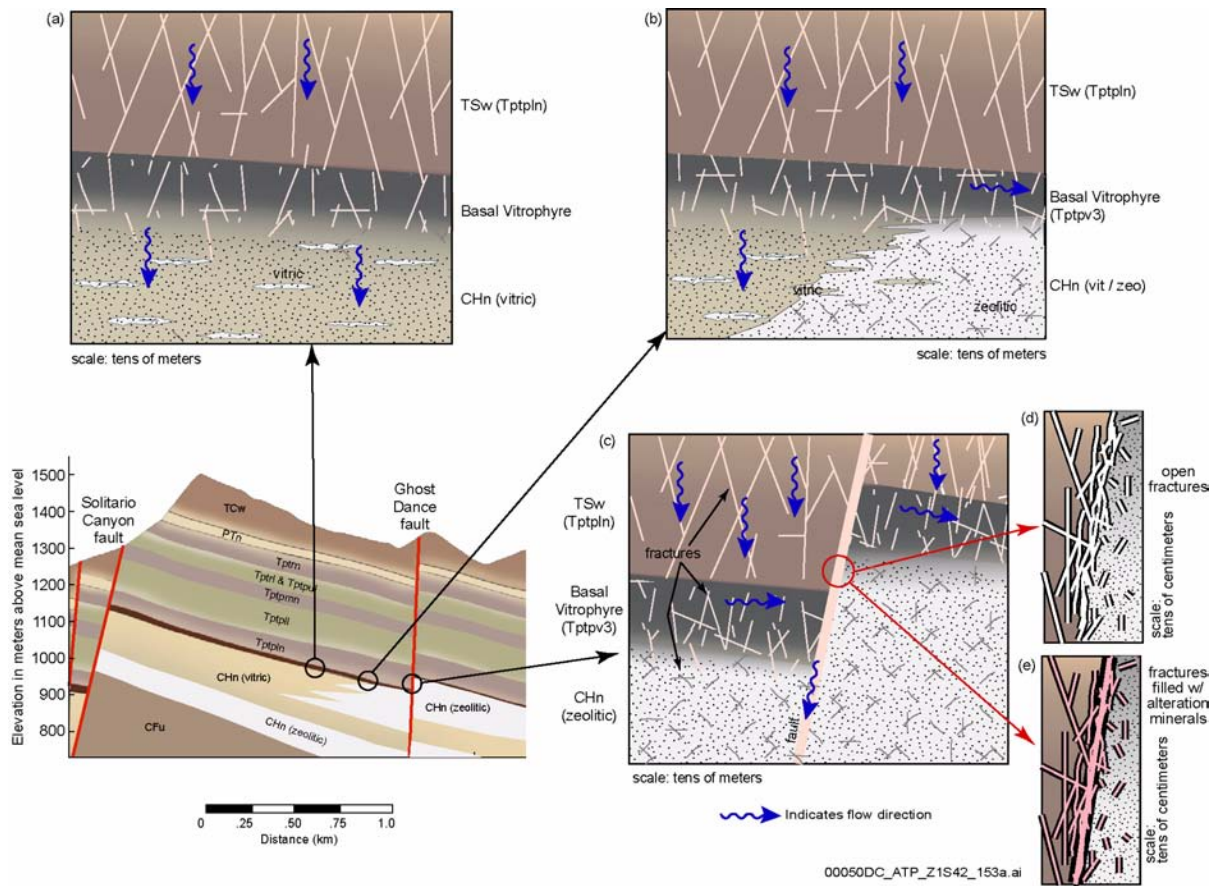 (a)
TSw (Tptpln)
Basal Vitrophyre
vitric
CHn (vitric)
scale: tens of meters
(b)
TSw (Tptpln)
Basal Vitrophyre
(Tptpv3)
vitric
CHn (vit / zeo)
zeolitic
scale: tens of meters
Elevation in meters above mean sea level
1500
1400
1300
1200
1100
1000
900
800
Solitario
Canyon
fault
Ghost
Dance
fault
TCw
PTn
Tptrn
Tptrl & Tptpul
Tptpmn
Tptpll
Tptpln
CHn (vitric)
CHn (zeolitic)
CHn (zeolitic)
CFu
0 .25 .50 .75 1.0
Distance (km)
(c)
TSw
(Tptpln)
fractures
Basal
Vitrophyre
(Tptpv3)
CHn
(zeolitic)
fault
scale: tens of meters
Indicates flow direction
(d)
open
fractures
scale:
tens of centimeters
(e)
fractures
filled w/
alteration
minerals
scale:
tens of centimeters
00050DC_ATP_Z1S42_153a.ai